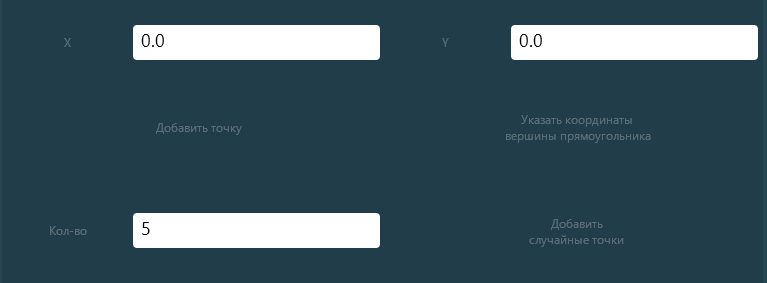 X 0.0 Y 0.0
Добавить точку
Указать координаты
вершины прямоугольника
Кол-во 5
Добавить
случайные точки